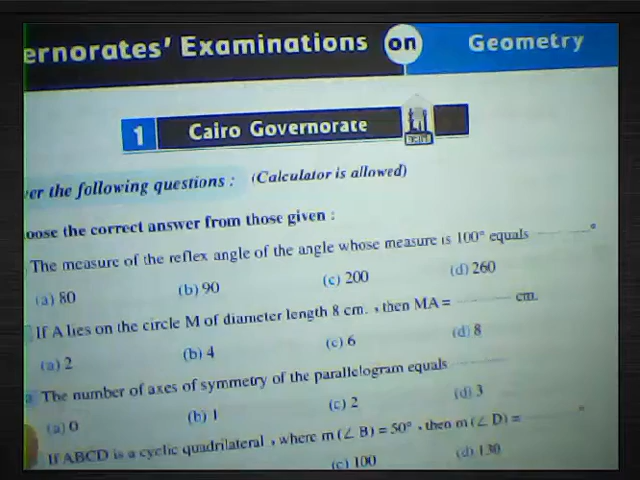 ernorates' Examinations on Geometry
1 Cairo Governorate
er the following questions : (Calculator is allowed)
oose the correct answer from those given :
The measure of the reflex angle of the angle whose measure is 100° equals ............°
(a) 80 (b) 90 (c) 200 (d) 260
If A lies on the circle M of diameter length 8 cm. , then MA = ............ cm.
(a) 2 (b) 4 (c) 6 (d) 8
The number of axes of symmetry of the parallelogram equals ............
(a) 0 (b) 1 (c) 2 (d) 3
If ABCD is a cyclic quadrilateral , where m (∠ B) = 50° , then m (∠ D) = ............°
(c) 100 (d) 130